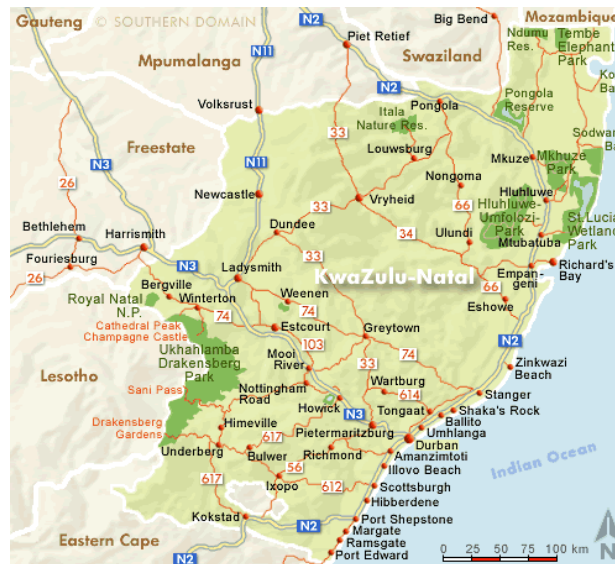 Gauteng
© SOUTHERN DOMAIN
N2
Big Bend
Mozambique
Ndumu
Res.
Tembe
Elephant
Park
Piet Retief
Swaziland
N11
Mpumalanga
N2
Volksrust
Pongola
Pongola
Reserve
Itala
Nature Res.
33
Louwsburg
Freestate
N3
N11
Mkuze
Mkhuze
Park
Nongoma
26
Newcastle
Vryheid
66
Hluhluwe
Hluhluwe-
Umfolozi-
Park
St.Lucia
Wetland
Park
33
Dundee
34
Ulundi
Mtubatuba
Bethlehem
Harrismith
33
Fouriesburg
N3
Ladysmith
KwaZulu-Natal
Empan-
geni
Richard's
Bay
26
Bergville
Winterton
Weenen
66
Eshowe
Royal Natal
N.P.
74
74
Cathedral Peak
Champagne Castle
Estcourt
Greytown
N2
103
Ukhahlamba
Drakensberg
Park
Mooi
River
74
33
Zinkwazi
Beach
Lesotho
Sani Pass
Nottingham
Road
Wartburg
614
Stanger
Howick
N3
Tongaat
Shaka's Rock
Ballito
Drakensberg
Gardens
Himeville
617
Pietermaritzburg
Umhlanga
Durban
Underberg
Bulwer
Richmond
Amanzimtoti
Illovo Beach
Indian Ocean
617
56
Ixopo
612
Scottsburgh
Hibberdene
Kokstad
N2
Port Shepstone
Margate
Ramsgate
Port Edward
Eastern Cape
N2
N
0 25 50 75 100 km